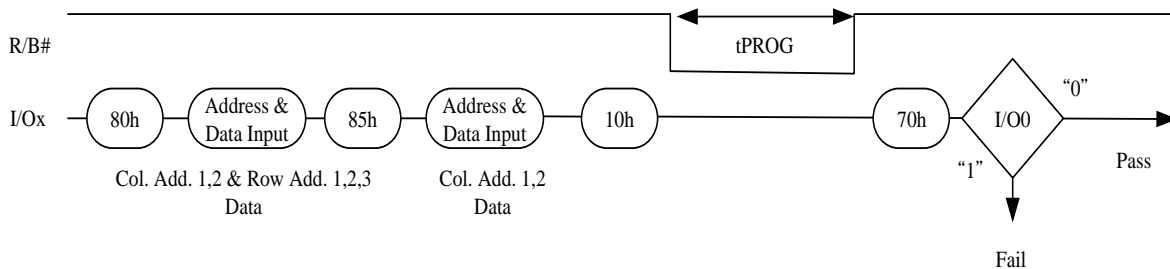 R/B#
tPROG
I/Ox
80h
Address &
Data Input
85h
Address &
Data Input
10h
70h
I/O0
“0”
“1”
Pass
Col. Add. 1,2 & Row Add. 1,2,3
Data
Col. Add. 1,2
Data
Fail